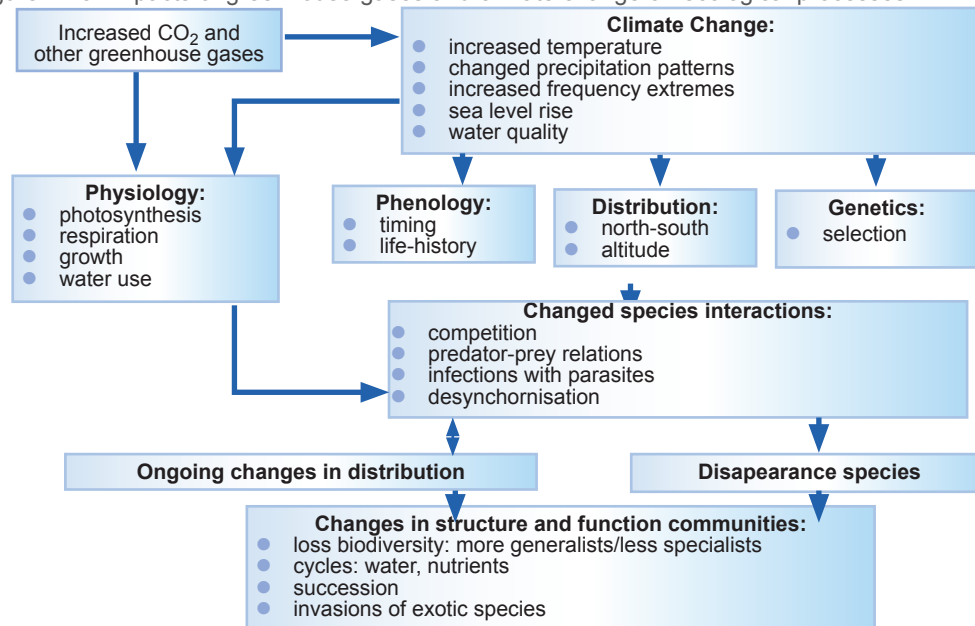 Increased CO₂ and
other greenhouse gases
Climate Change:
increased temperature
changed precipitation patterns
increased frequency extremes
sea level rise
water quality
Physiology:
photosynthesis
respiration
growth
water use
Phenology:
timing
life-history
Distribution:
north-south
altitude
Genetics:
selection
Changed species interactions:
competition
predator-prey relations
infections with parasites
desynchornisation
Ongoing changes in distribution
Disapearance species
Changes in structure and function communities:
loss biodiversity: more generalists/less specialists
cycles: water, nutrients
succession
invasions of exotic species